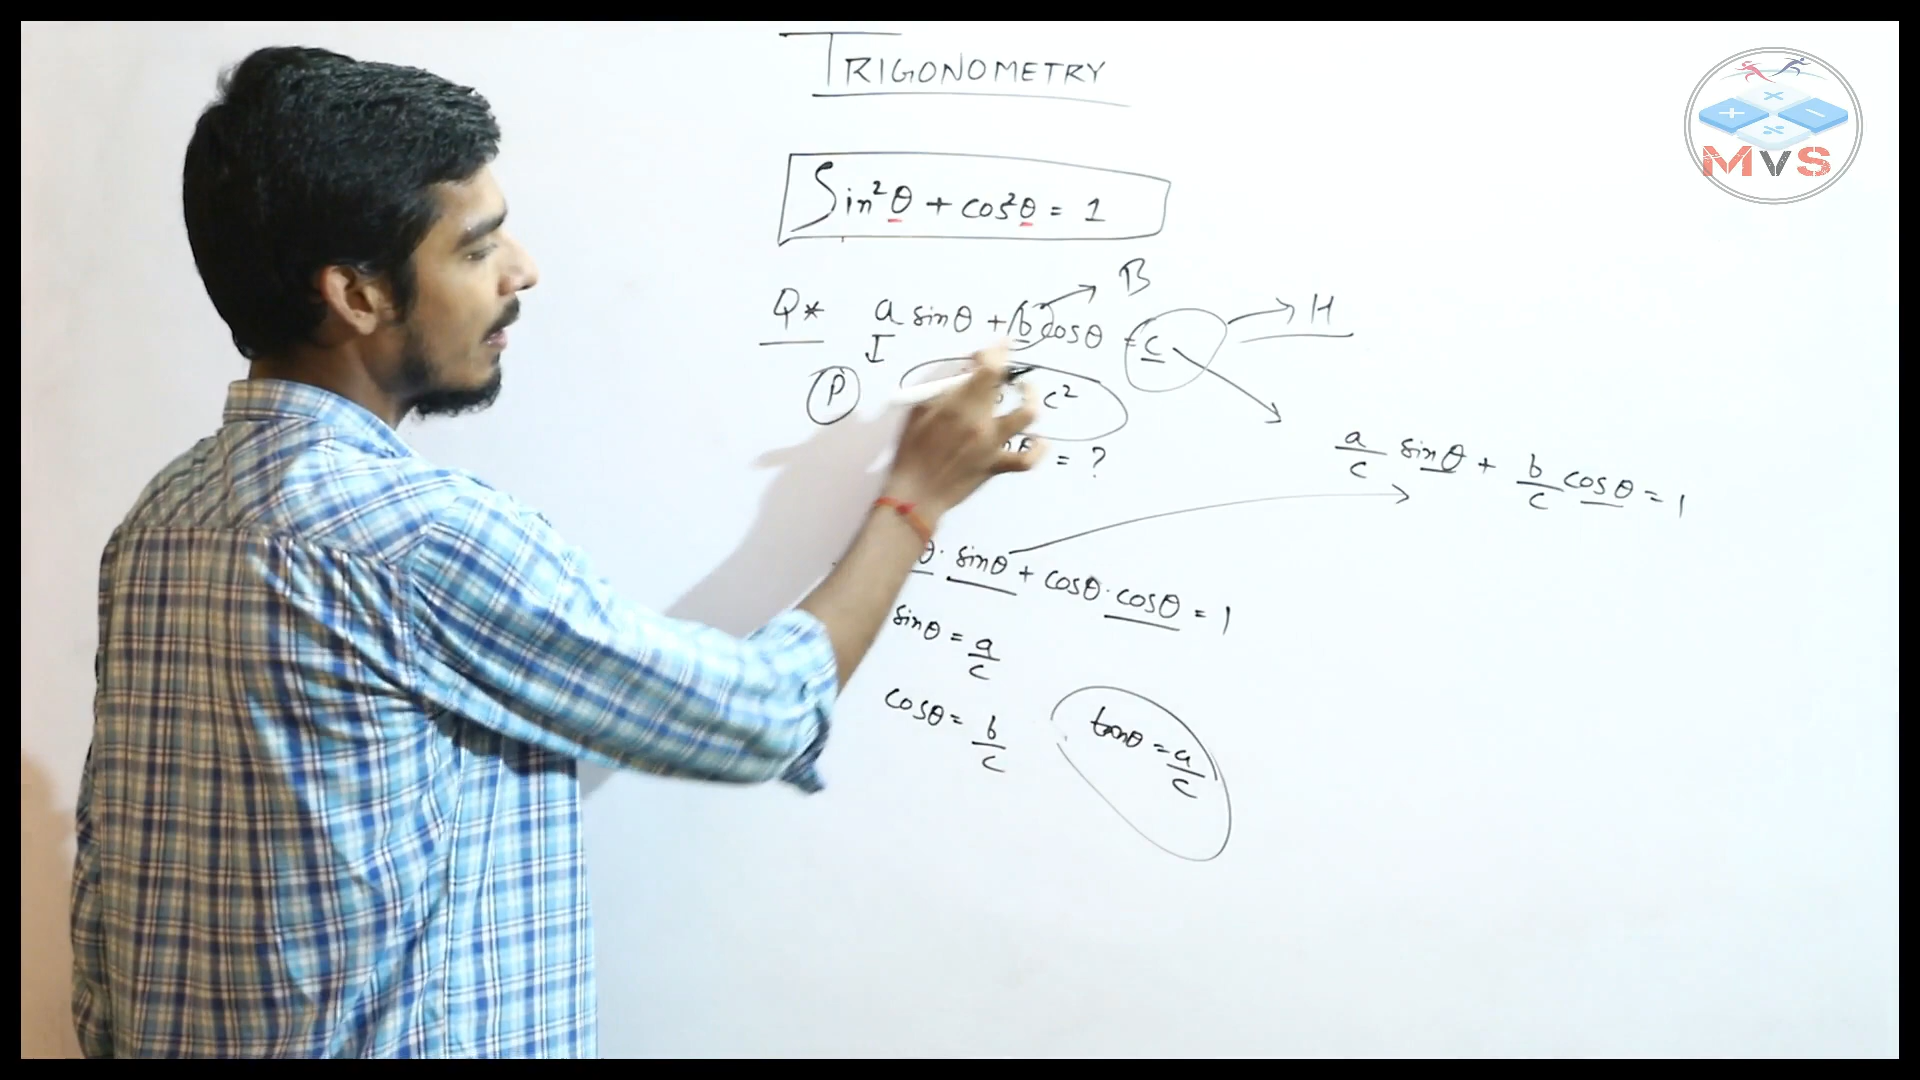 TRIGONOMETRY
+ × − ÷
MVS
Sin²θ + cos²θ = 1
B
Q* a sinθ + b cosθ = c
H
I
P
c²
= ?
a/c sinθ + b/c cosθ = 1
θ · sinθ + cosθ · cosθ = 1
sinθ = a/c
cosθ = b/c
tanθ = a/c